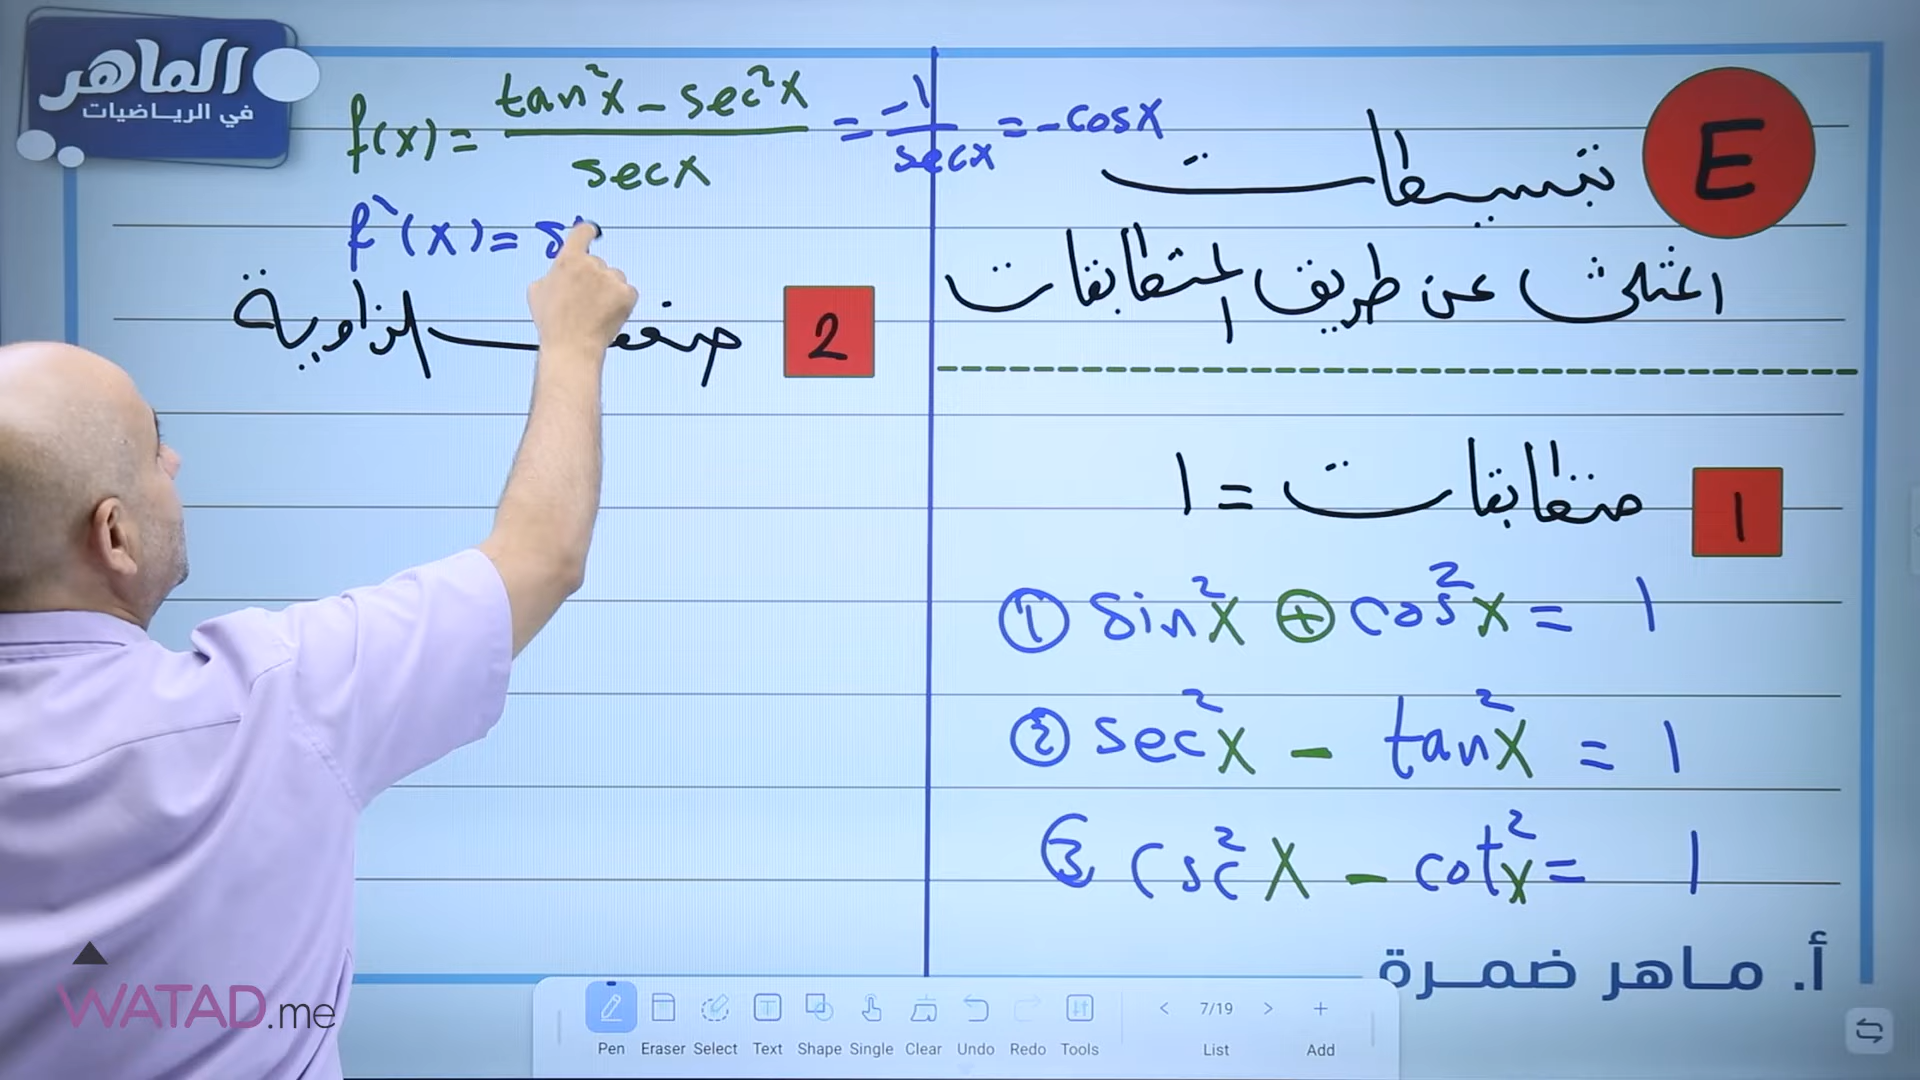 الماهر
في الرياضيات
f(x) = tan²x - sec²x / secx = -1 / secx = -cosx
f`(x) = s
E
تبسيطات
المثلث عن طريق المتطابقات
2 ضعف الزاوية
1 متطابقات = 1
① sin²x ⊕ cos²x = 1
② sec²x - tan²x = 1
③ csc²x - cot²x = 1
أ. ماهر ضمرة
WATAD.me
Pen Eraser Select Text Shape Single Clear Undo Redo Tools
< 7/19 > +
List Add